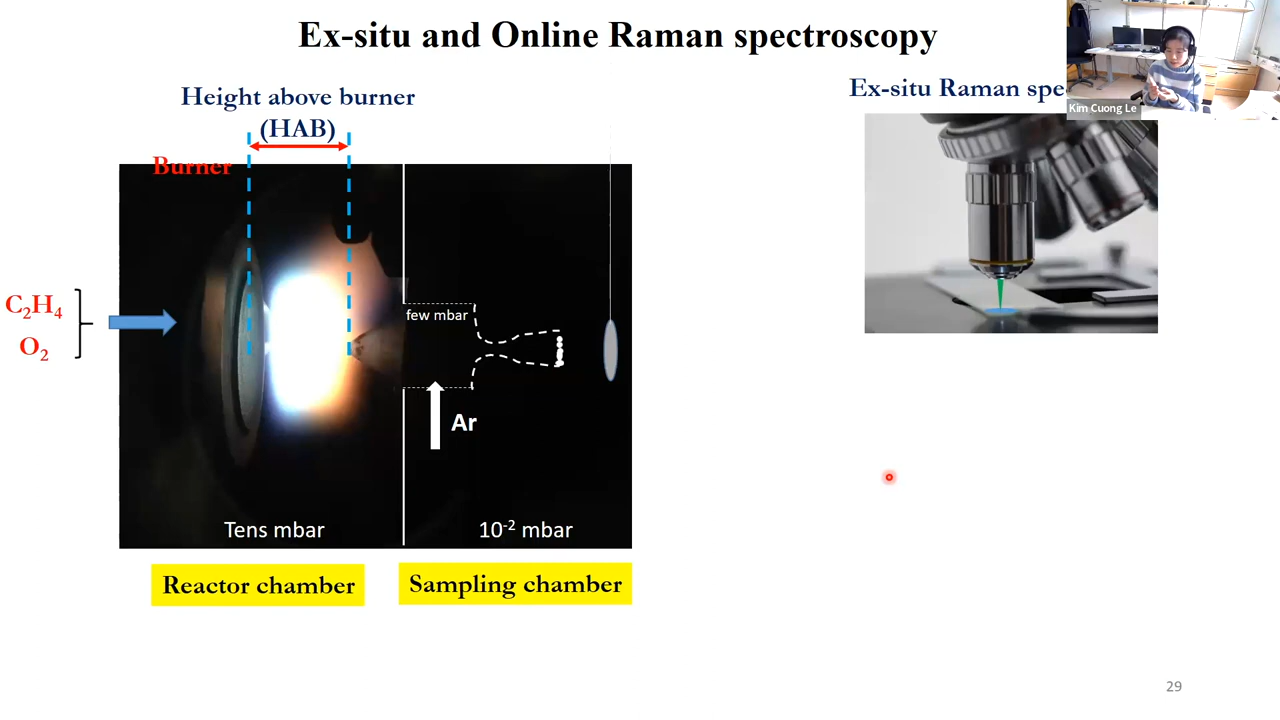 Ex-situ and Online Raman spectroscopy
Height above burner
(HAB)
Ex-situ Raman spe
Kim Cuong Le
Burner
C₂H₄
O₂
few mbar
Ar
Tens mbar
10⁻² mbar
Reactor chamber
Sampling chamber
29